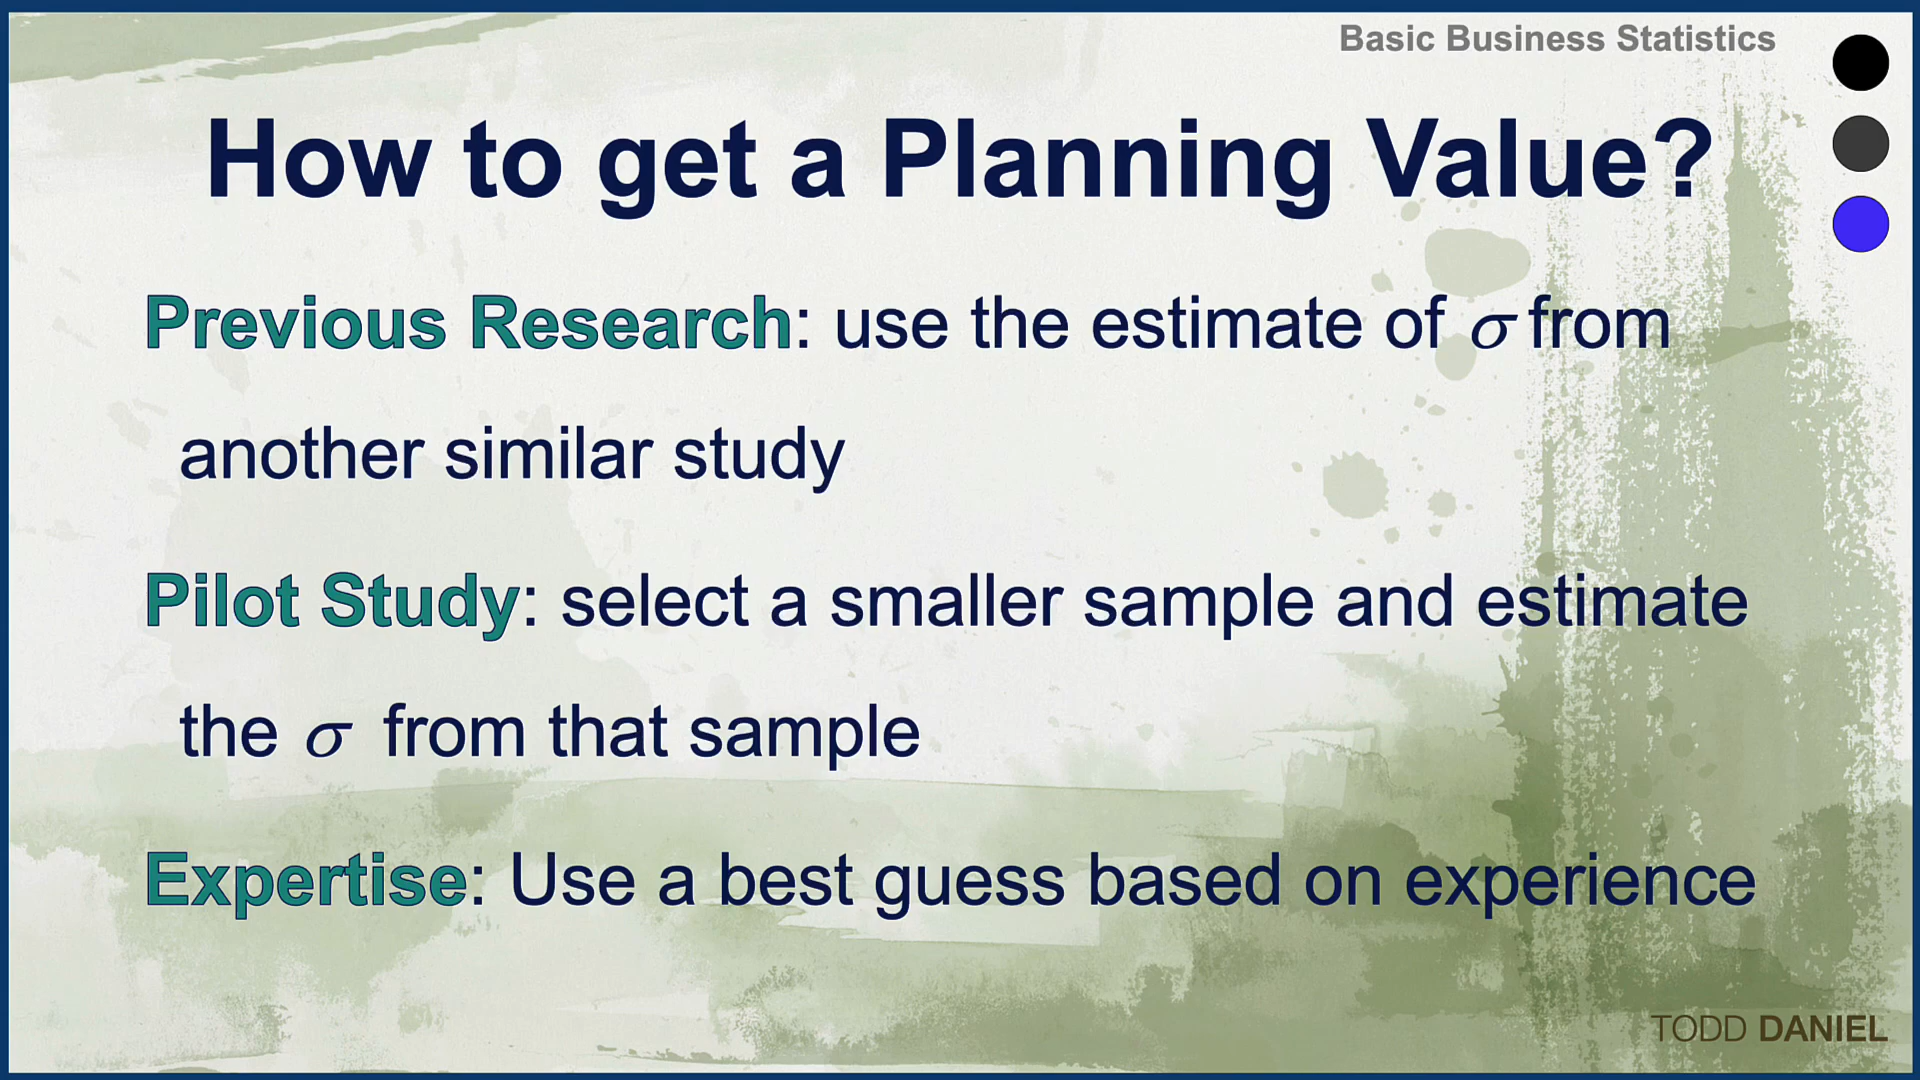 Basic Business Statistics
How to get a Planning Value?
Previous Research: use the estimate of σ from
another similar study
Pilot Study: select a smaller sample and estimate
the σ from that sample
Expertise: Use a best guess based on experience
TODD DANIEL